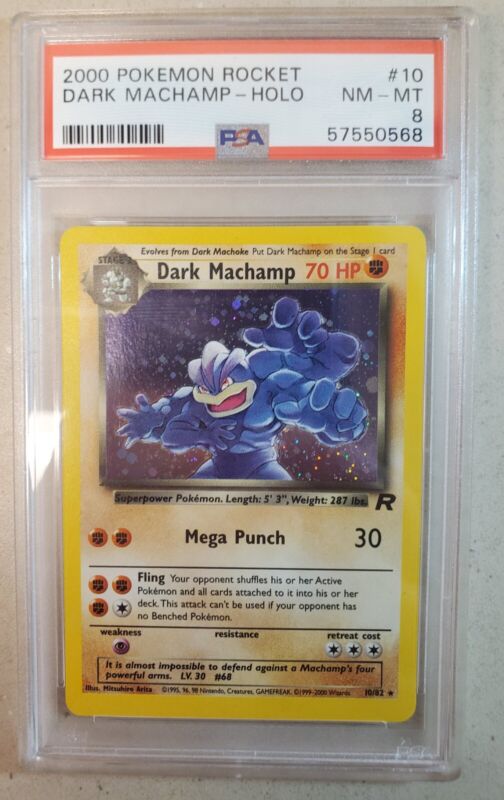 2000 POKEMON ROCKET #10
DARK MACHAMP-HOLO NM-MT
8
PSA 57550568
Evolves from Dark Machoke Put Dark Machamp on the Stage 1 card
STAGE 2
Dark Machamp 70 HP
Superpower Pokémon. Length: 5' 3", Weight: 287 lbs.
R
Mega Punch 30
Fling Your opponent shuffles his or her Active
Pokémon and all cards attached to it into his or her
deck. This attack can't be used if your opponent has
no Benched Pokémon.
weakness resistance retreat cost
It is almost impossible to defend against a Machamp's four
powerful arms. LV. 30 #68
Illus. Mitsuhiro Arita ©1995, 96, 98 Nintendo, Creatures, GAMEFREAK. ©1999-2000 Wizards. 10/82 ★